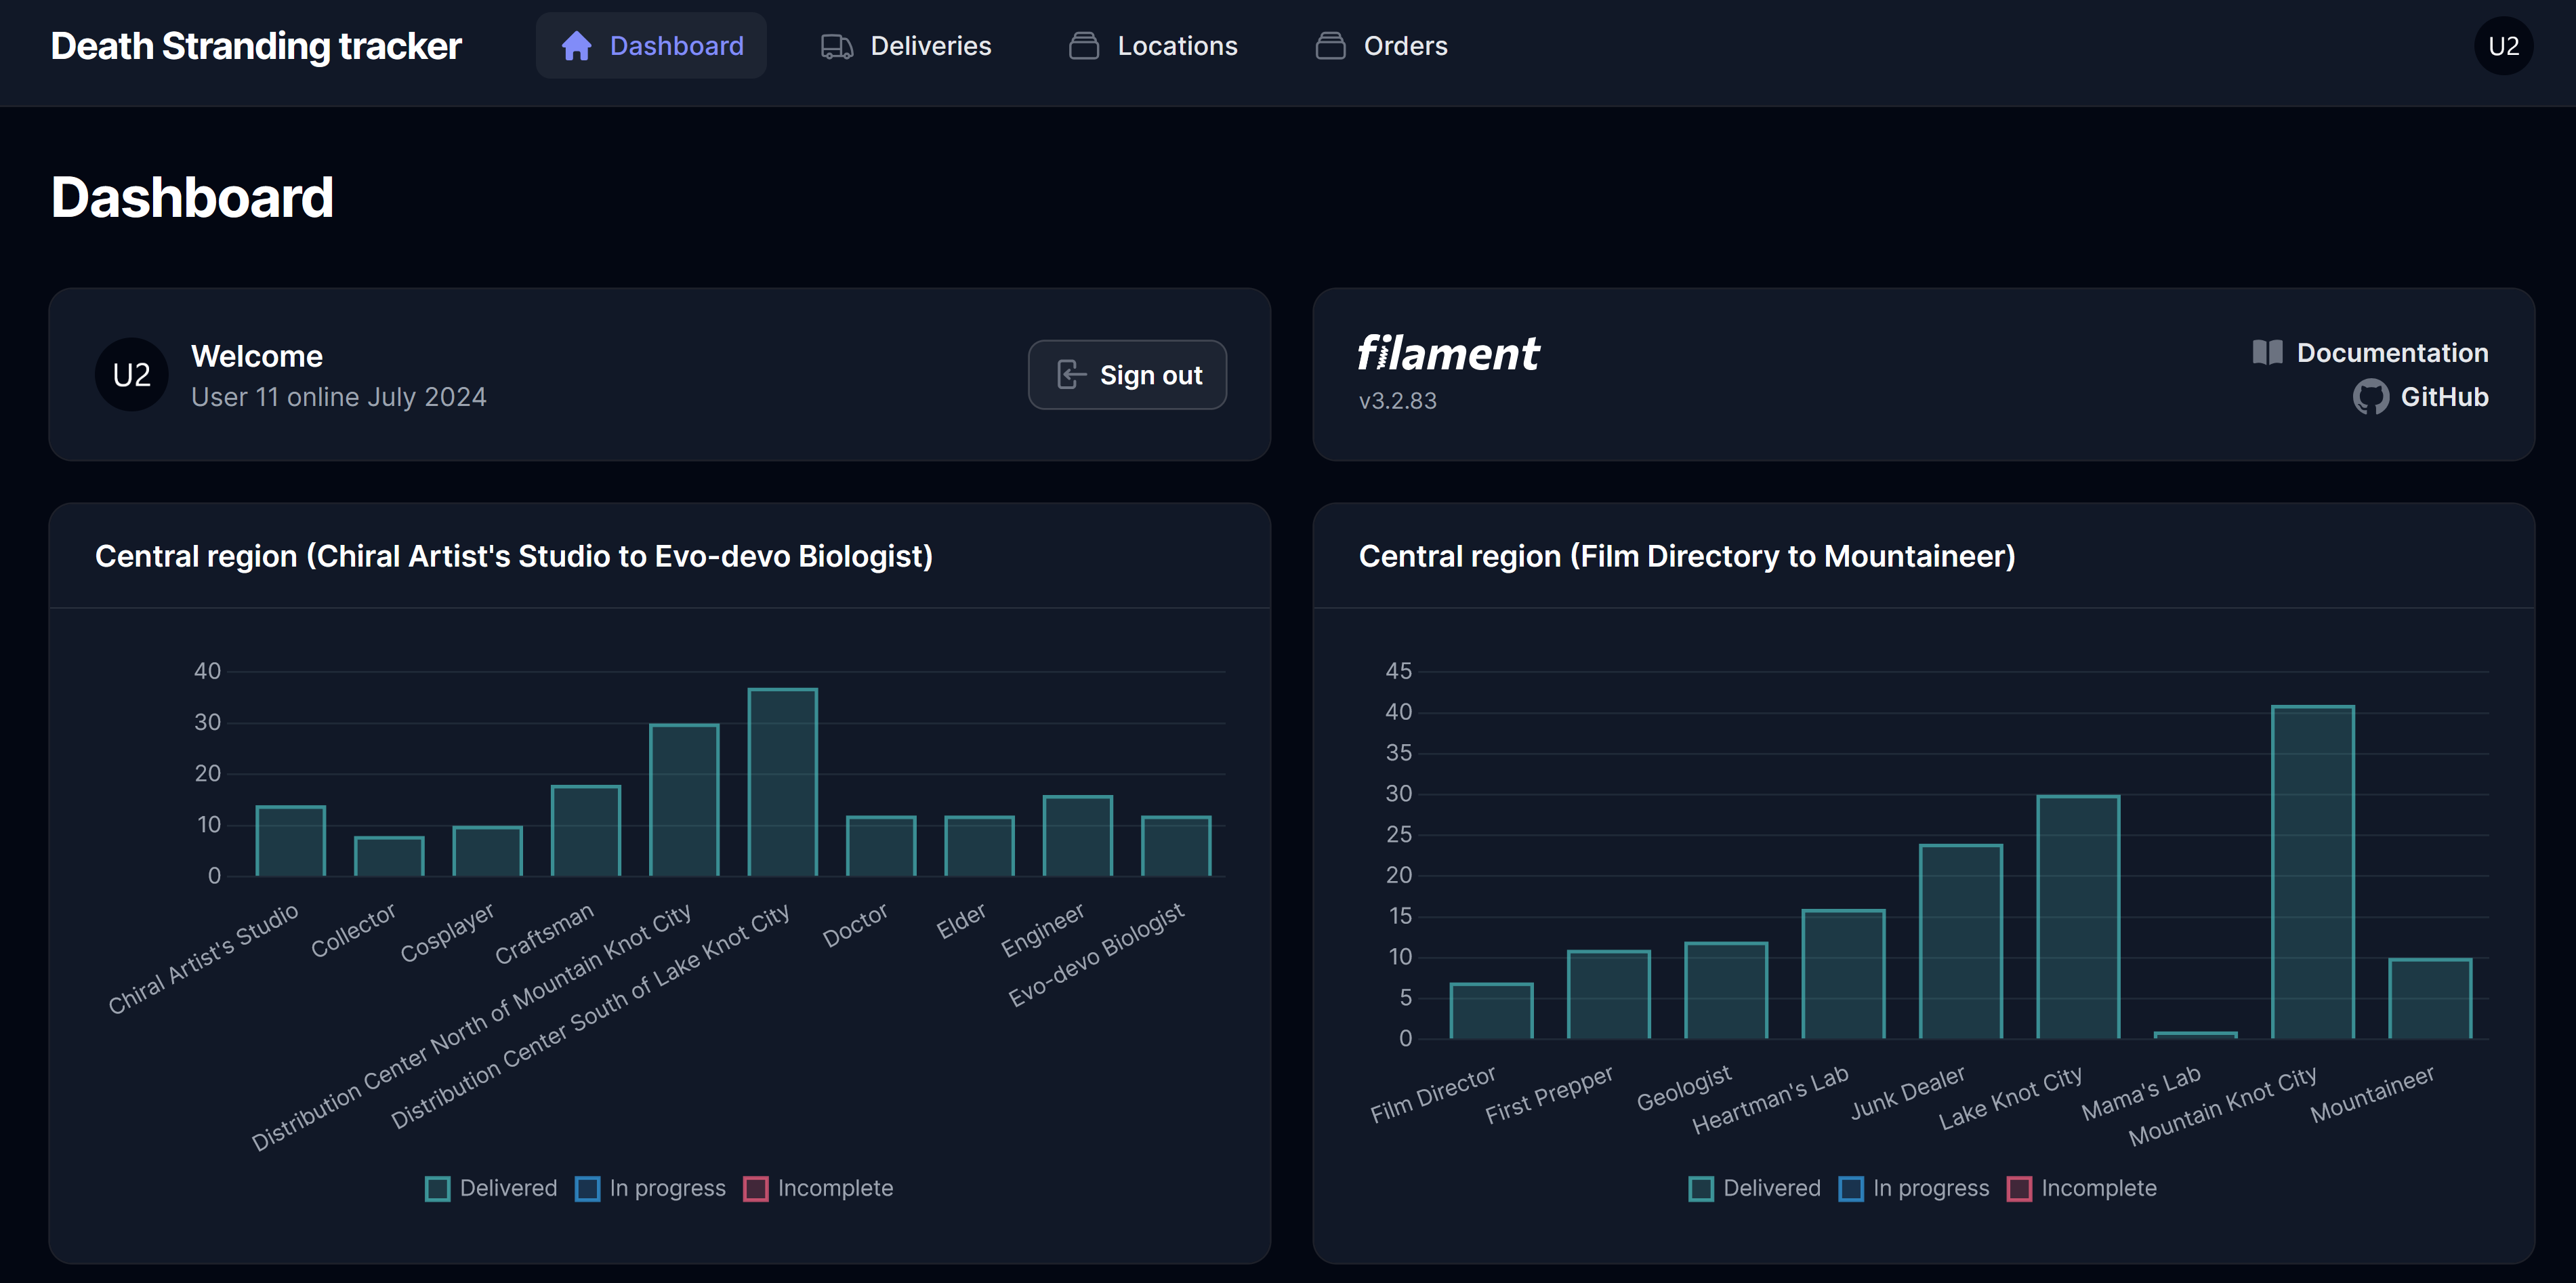 Death Stranding tracker
Dashboard
Deliveries
Locations
Orders
U2
Dashboard
U2
Welcome
User 11 online July 2024
Sign out
filament
v3.2.83
Documentation
GitHub
Central region (Chiral Artist's Studio to Evo-devo Biologist)
40
30
20
10
0
Chiral Artist's Studio
Collector
Cosplayer
Craftsman
Distribution Center North of Mountain Knot City
Distribution Center South of Lake Knot City
Doctor
Elder
Engineer
Evo-devo Biologist
Delivered
In progress
Incomplete
Central region (Film Directory to Mountaineer)
45
40
35
30
25
20
15
10
5
0
Film Director
First Prepper
Geologist
Heartman's Lab
Junk Dealer
Lake Knot City
Mama's Lab
Mountain Knot City
Mountaineer
Delivered
In progress
Incomplete